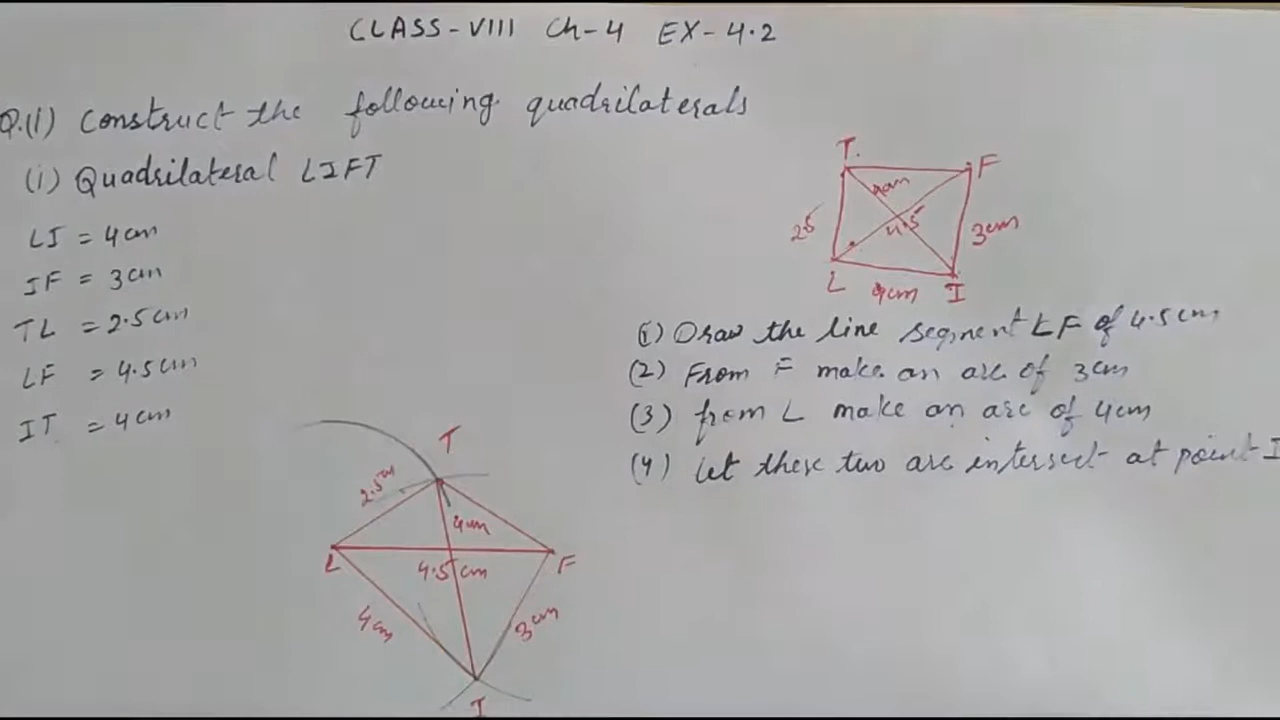 CLASS-VIII Ch-4 EX-4.2
Q.(1) construct the following quadrilaterals
(i) Quadrilateral LIFT
LI = 4cm
IF = 3cm
TL = 2.5cm
LF = 4.5cm
IT = 4cm
T. F
4cm
25 4.5 3cm
L 4cm I
(1) Draw the line segment LF of 4.5cm,
(2) From F make an arc of 3cm
(3) from L make an arc of 4cm
(4) let these two arc intersect at point I
T
2.5cm
4cm
L 4.5cm F
4cm 3cm
I